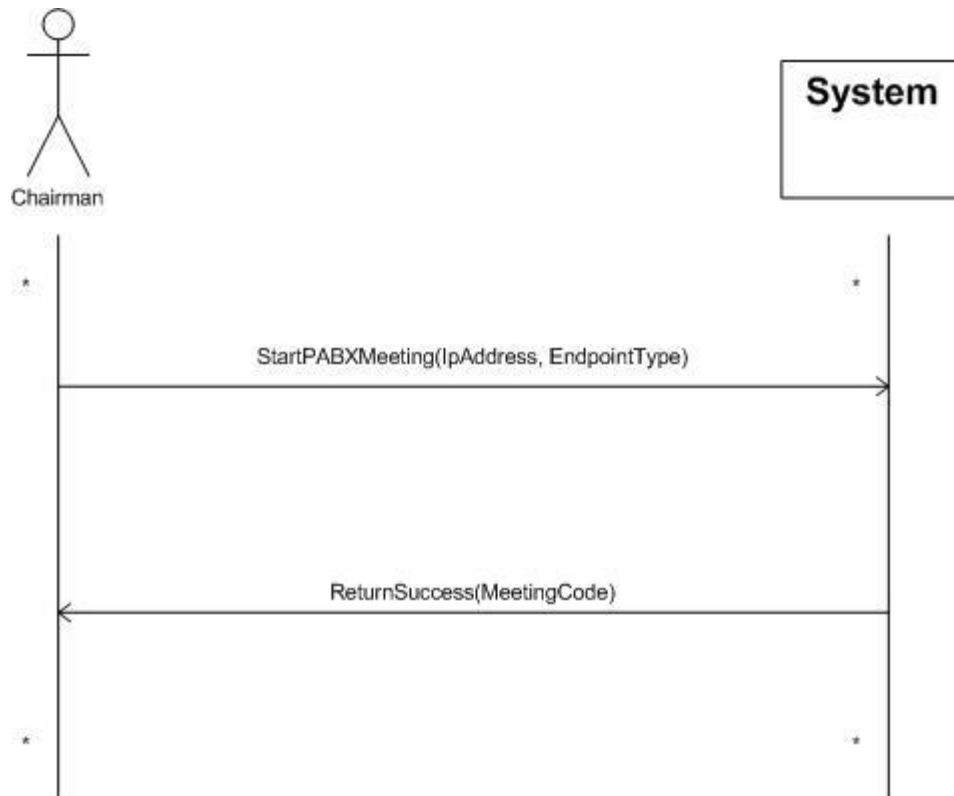 System
Chairman
*
*
StartPABXMeeting(IpAddress, EndpointType)
ReturnSuccess(MeetingCode)
*
*